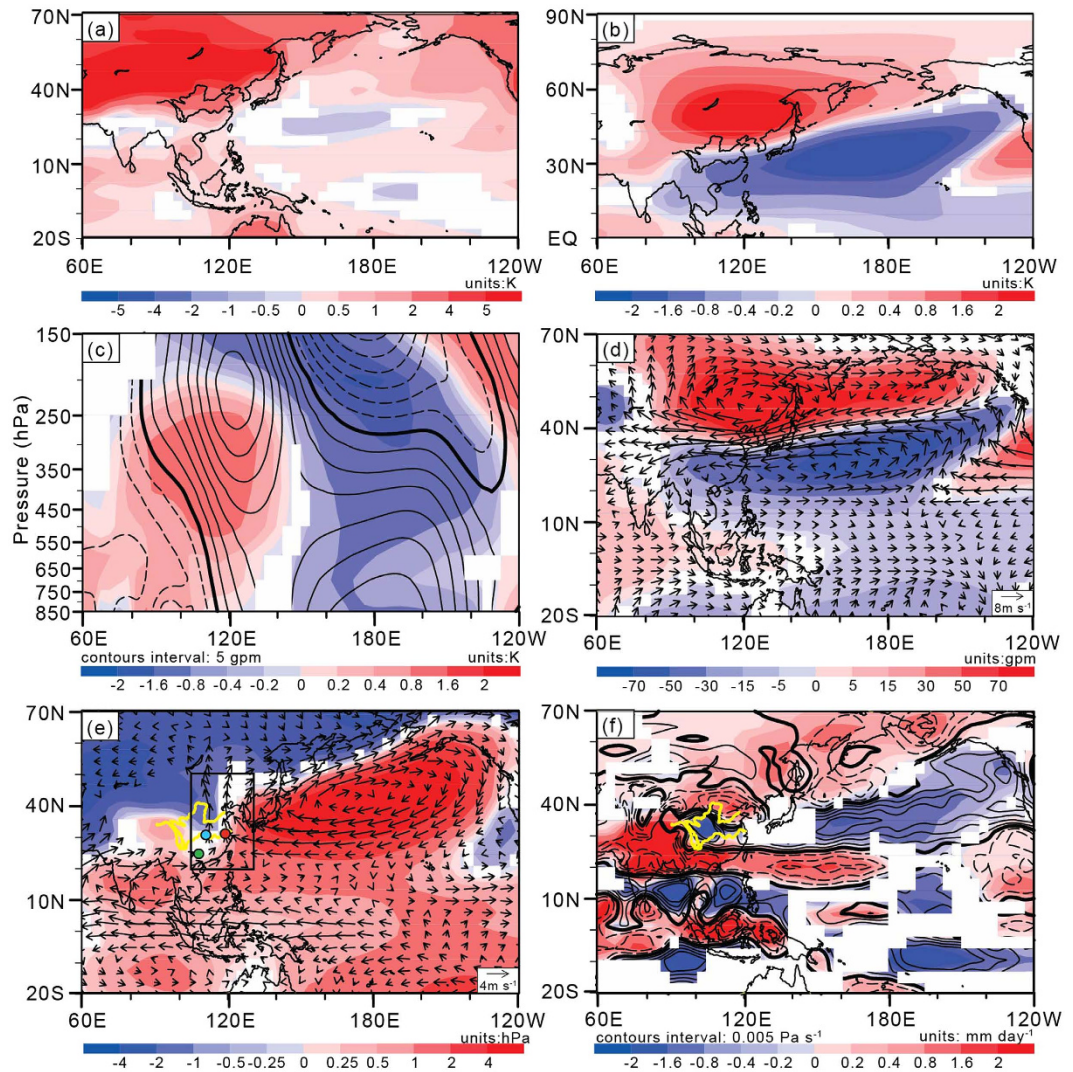 (a)
70N
40N
10N
20S
60E 120E 180W 120W
units:K
-5 -4 -2 -1 -0.5 0 0.5 1 2 4 5
(b)
90N
60N
30N
EQ
60E 120E 180W 120W
units:K
-2 -1.6 -0.8 -0.4 -0.2 0 0.2 0.4 0.8 1.6 2
(c)
Pressure (hPa)
150
250
350
450
550
650
750
850
60E 120E 180W 120W
contours interval: 5 gpm units:K
-2 -1.6 -0.8 -0.4 -0.2 0 0.2 0.4 0.8 1.6 2
(d)
70N
40N
10N
20S
8m s-1
60E 120E 180W 120W
units:gpm
-70 -50 -30 -15 -5 0 5 15 30 50 70
(e)
70N
40N
10N
20S
4m s-1
60E 120E 180W 120W
units:hPa
-4 -2 -1 -0.5 -0.25 0 0.25 0.5 1 2 4
(f)
70N
40N
10N
20S
60E 120E 180W 120W
contours interval: 0.005 Pa s-1 units: mm day-1
-2 -1.6 -0.8 -0.4 -0.2 0 0.2 0.4 0.8 1.6 2